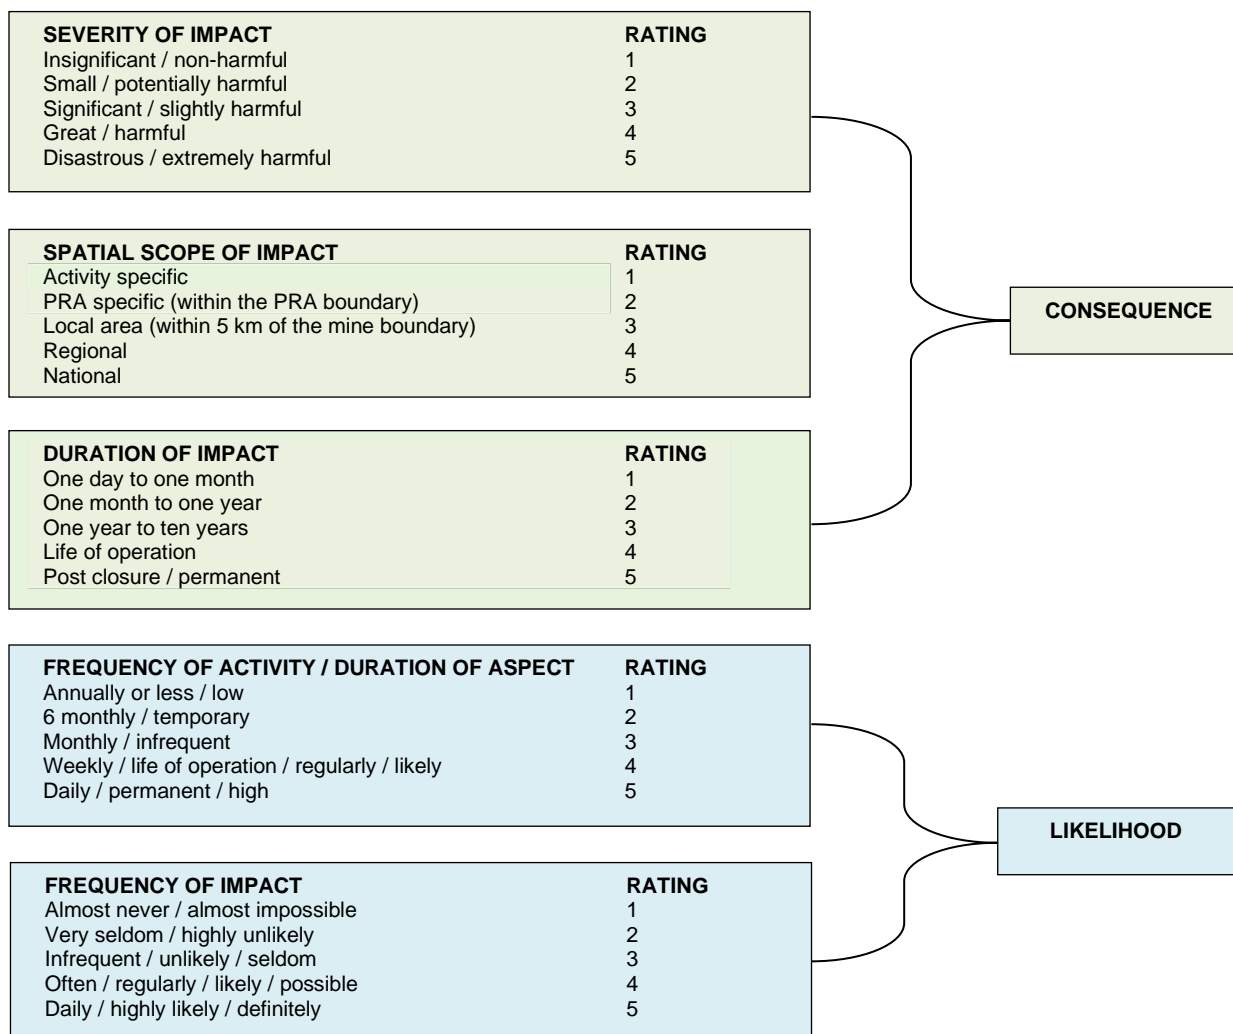 SEVERITY OF IMPACT RATING
Insignificant / non-harmful 1
Small / potentially harmful 2
Significant / slightly harmful 3
Great / harmful 4
Disastrous / extremely harmful 5
SPATIAL SCOPE OF IMPACT RATING
Activity specific 1
PRA specific (within the PRA boundary) 2
Local area (within 5 km of the mine boundary) 3
Regional 4
National 5
CONSEQUENCE
DURATION OF IMPACT RATING
One day to one month 1
One month to one year 2
One year to ten years 3
Life of operation 4
Post closure / permanent 5
FREQUENCY OF ACTIVITY / DURATION OF ASPECT RATING
Annually or less / low 1
6 monthly / temporary 2
Monthly / infrequent 3
Weekly / life of operation / regularly / likely 4
Daily / permanent / high 5
LIKELIHOOD
FREQUENCY OF IMPACT RATING
Almost never / almost impossible 1
Very seldom / highly unlikely 2
Infrequent / unlikely / seldom 3
Often / regularly / likely / possible 4
Daily / highly likely / definitely 5